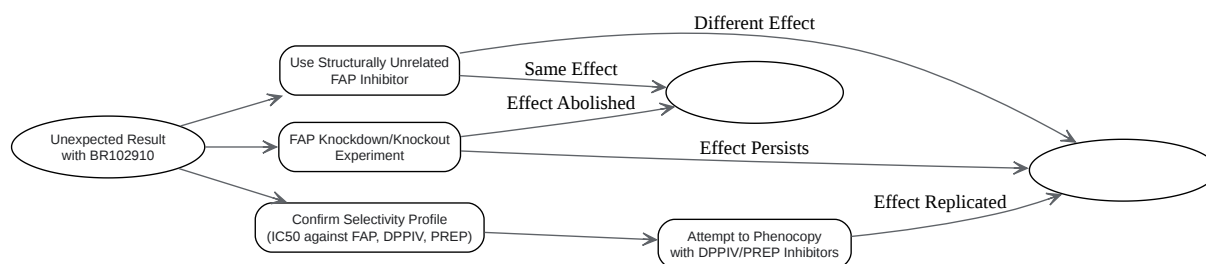 Different Effect
Use Structurally Unrelated
FAP Inhibitor
Same Effect
Effect Abolished
Unexpected Result
with BR102910
FAP Knockdown/Knockout
Experiment
Effect Persists
Confirm Selectivity Profile
(IC50 against FAP, DPPIV, PREP)
Attempt to Phenocopy
with DPPIV/PREP Inhibitors
Effect Replicated